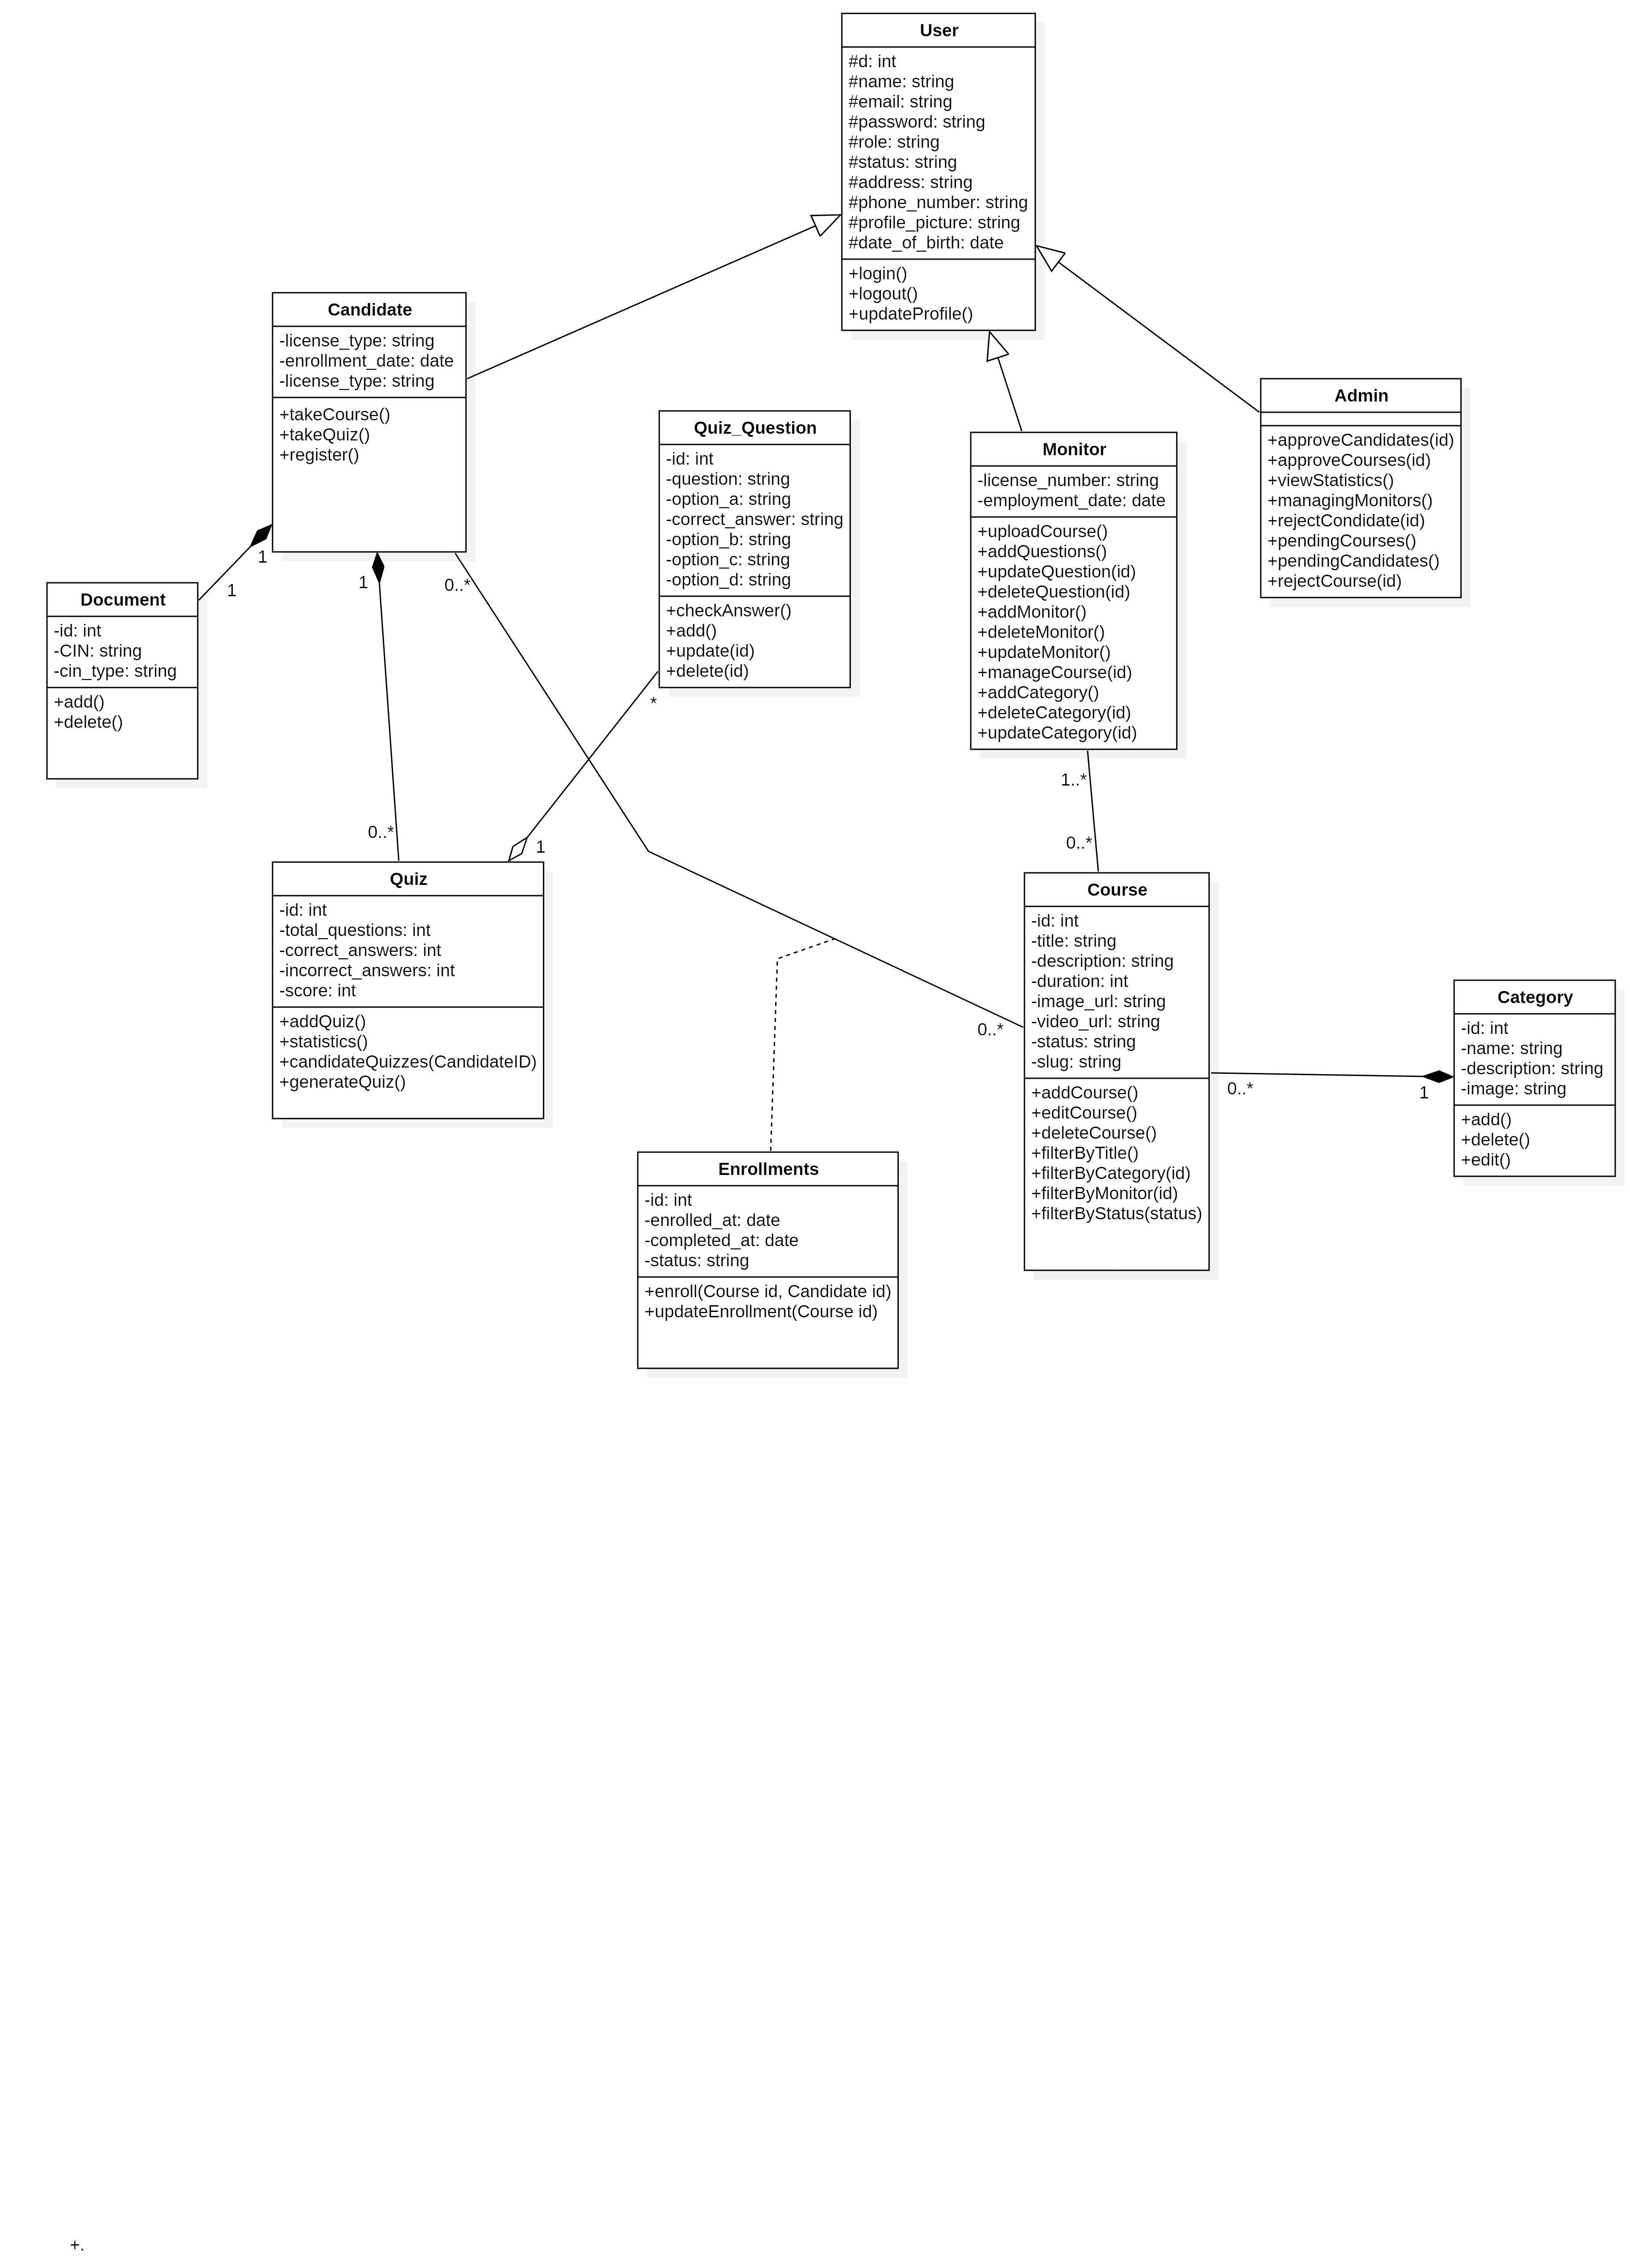 User
#d: int
#name: string
#email: string
#password: string
#role: string
#status: string
#address: string
#phone_number: string
#profile_picture: string
#date_of_birth: date
+login()
+logout()
+updateProfile()
Candidate
-license_type: string
-enrollment_date: date
-license_type: string
+takeCourse()
+takeQuiz()
+register()
Quiz_Question
-id: int
-question: string
-option_a: string
-correct_answer: string
-option_b: string
-option_c: string
-option_d: string
+checkAnswer()
+add()
+update(id)
+delete(id)
Monitor
-license_number: string
-employment_date: date
+uploadCourse()
+addQuestions()
+updateQuestion(id)
+deleteQuestion(id)
+addMonitor()
+deleteMonitor()
+updateMonitor()
+manageCourse(id)
+addCategory()
+deleteCategory(id)
+updateCategory(id)
Admin
+approveCandidates(id)
+approveCourses(id)
+viewStatistics()
+managingMonitors()
+rejectCondidate(id)
+pendingCourses()
+pendingCandidates()
+rejectCourse(id)
1
1
1
0..*
Document
-id: int
-CIN: string
-cin_type: string
+add()
+delete()
*
1..*
0..*
1
0..*
Quiz
-id: int
-total_questions: int
-correct_answers: int
-incorrect_answers: int
-score: int
+addQuiz()
+statistics()
+candidateQuizzes(CandidateID)
+generateQuiz()
Course
-id: int
-title: string
-description: string
-duration: int
-image_url: string
-video_url: string
-status: string
-slug: string
+addCourse()
+editCourse()
+deleteCourse()
+filterByTitle()
+filterByCategory(id)
+filterByMonitor(id)
+filterByStatus(status)
0..*
0..*
1
Category
-id: int
-name: string
-description: string
-image: string
+add()
+delete()
+edit()
Enrollments
-id: int
-enrolled_at: date
-completed_at: date
-status: string
+enroll(Course id, Candidate id)
+updateEnrollment(Course id)
+.